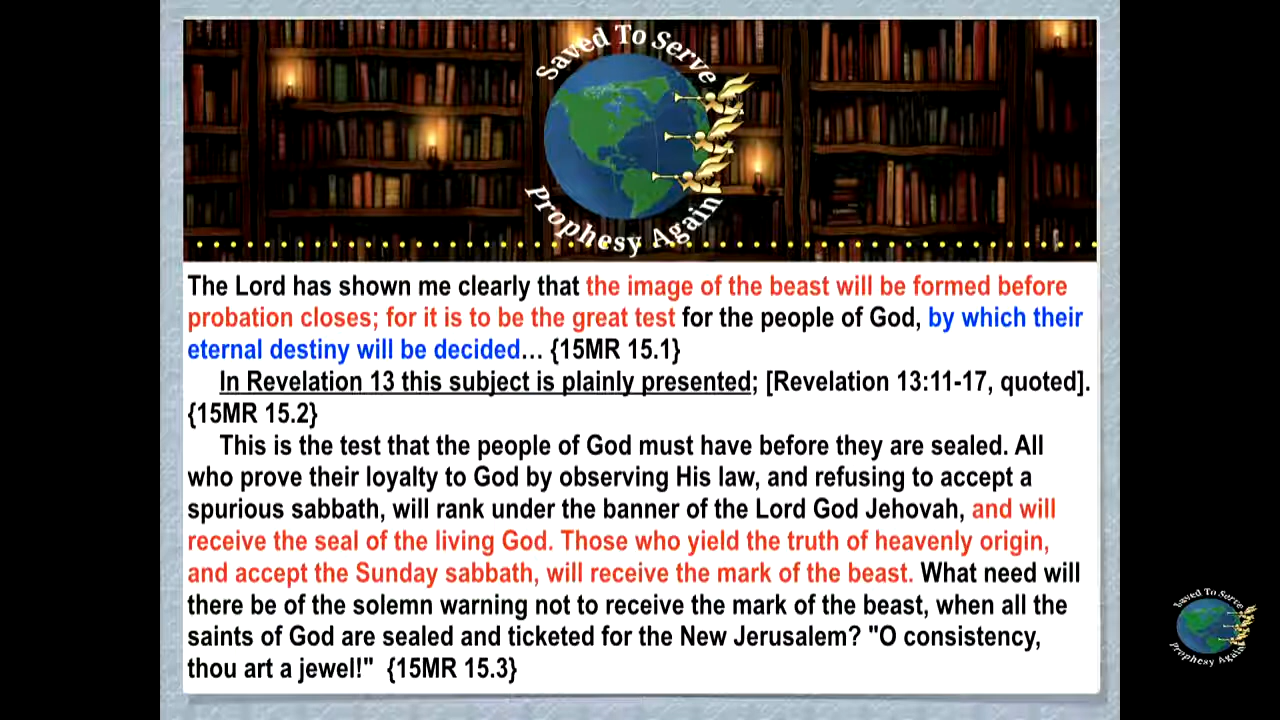 Saved To Serve
Prophesy Again
The Lord has shown me clearly that the image of the beast will be formed before
probation closes; for it is to be the great test for the people of God, by which their
eternal destiny will be decided… {15MR 15.1}
In Revelation 13 this subject is plainly presented; [Revelation 13:11-17, quoted].
{15MR 15.2}
This is the test that the people of God must have before they are sealed. All
who prove their loyalty to God by observing His law, and refusing to accept a
spurious sabbath, will rank under the banner of the Lord God Jehovah, and will
receive the seal of the living God. Those who yield the truth of heavenly origin,
and accept the Sunday sabbath, will receive the mark of the beast. What need will
there be of the solemn warning not to receive the mark of the beast, when all the
saints of God are sealed and ticketed for the New Jerusalem? "O consistency,
thou art a jewel!" {15MR 15.3}
Saved To Serve
Prophesy Again